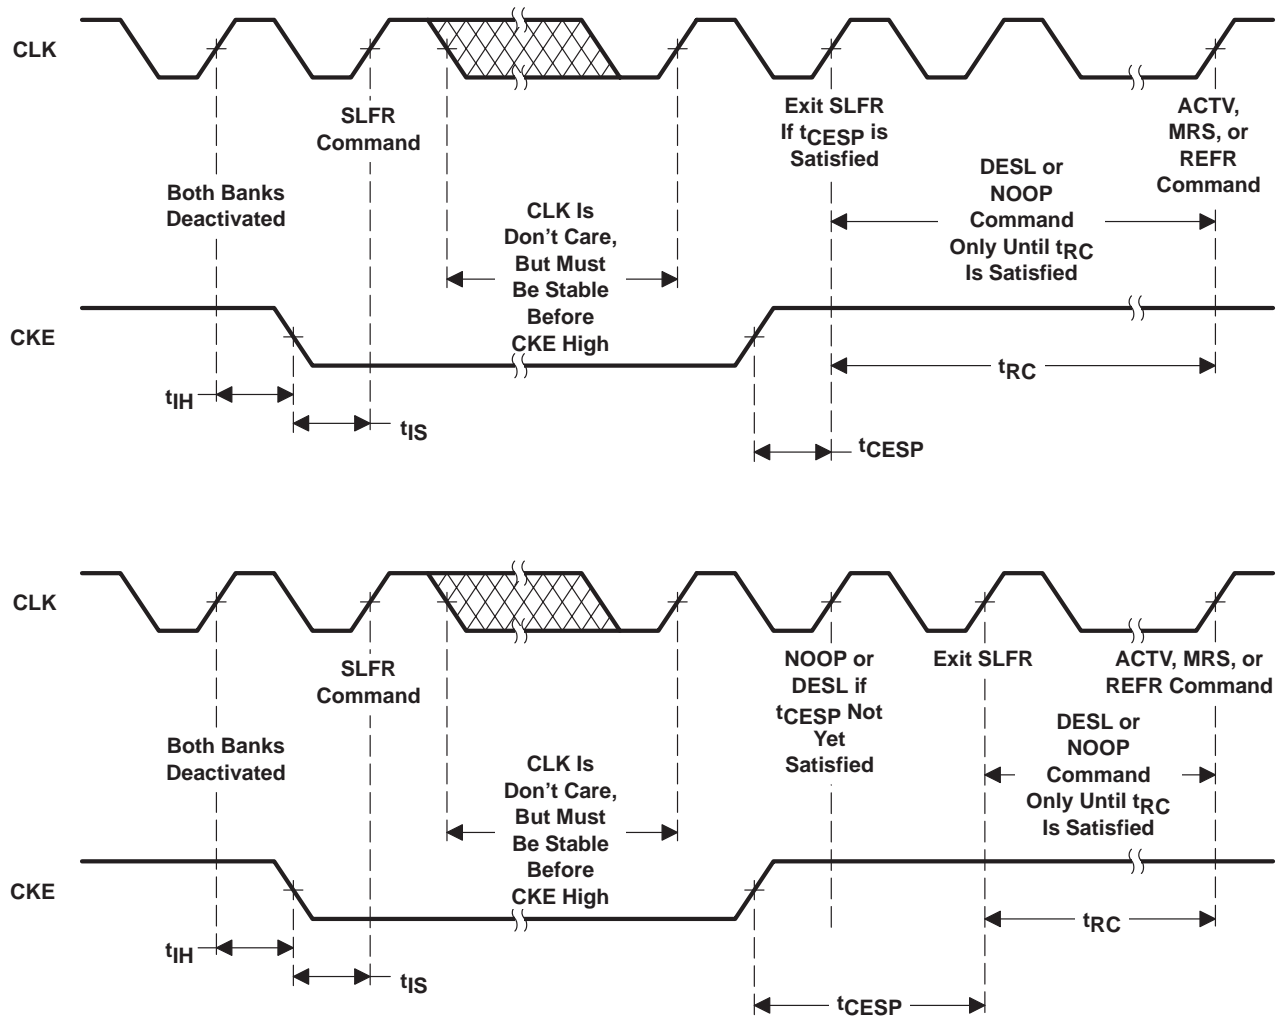 CLK
SLFR
Command
Exit SLFR
If tCESP is
Satisfied
ACTV,
MRS, or
REFR
Command
Both Banks
Deactivated
DESL or
NOOP
Command
Only Until tRC
Is Satisfied
CLK Is
Don't Care,
But Must
Be Stable
Before
CKE High
CKE
tIH
tIS
tRC
tCESP
CLK
SLFR
Command
NOOP or
DESL if
tCESP Not
Yet
Satisfied
Exit SLFR
ACTV, MRS, or
REFR Command
Both Banks
Deactivated
DESL or
NOOP
Command
Only Until tRC
Is Satisfied
CLK Is
Don't Care,
But Must
Be Stable
Before
CKE High
CKE
tIH
tIS
tRC
tCESP